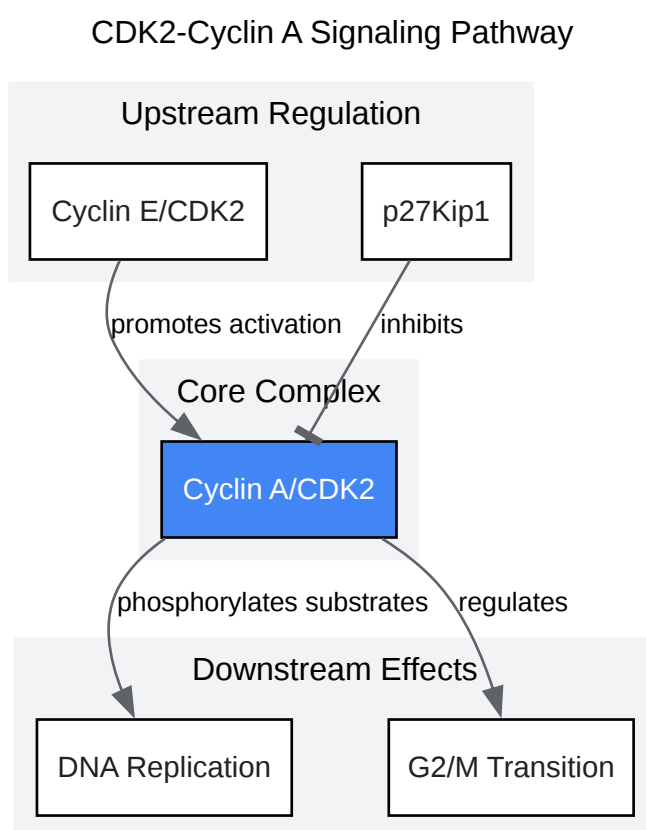 CDK2-Cyclin A Signaling Pathway
Upstream Regulation
Cyclin E/CDK2
p27Kip1
promotes activation
inhibits
Core Complex
Cyclin A/CDK2
phosphorylates substrates
regulates
Downstream Effects
DNA Replication
G2/M Transition